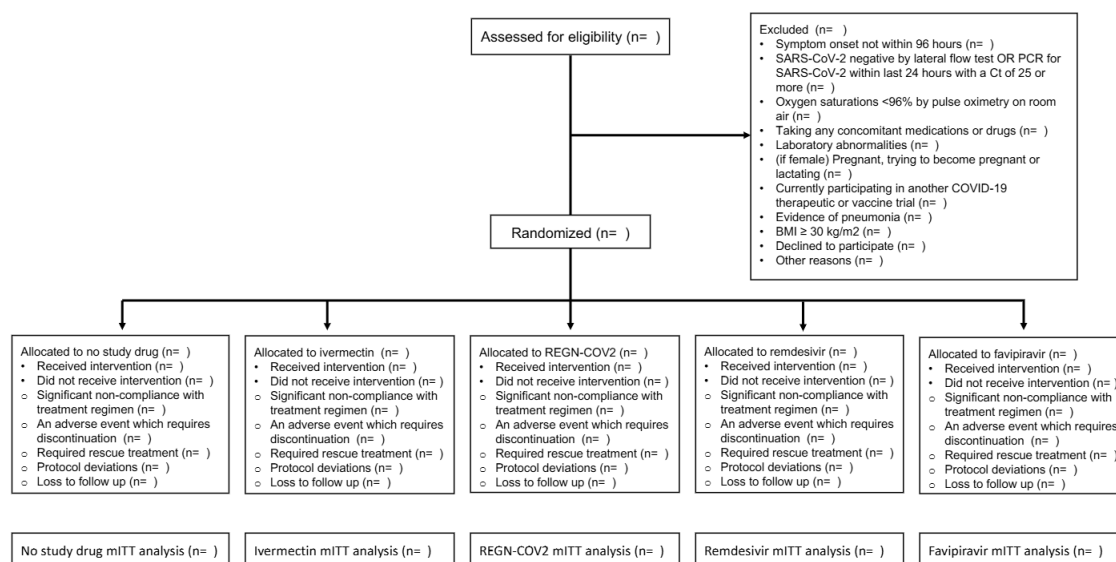 Assessed for eligibility (n= )
Excluded (n= )
• Symptom onset not within 96 hours (n= )
• SARS-CoV-2 negative by lateral flow test OR PCR for
SARS-CoV-2 within last 24 hours with a Ct of 25 or
more (n= )
• Oxygen saturations <96% by pulse oximetry on room
air (n= )
• Taking any concomitant medications or drugs (n= )
• Laboratory abnormalities (n= )
• (if female) Pregnant, trying to become pregnant or
lactating (n= )
• Currently participating in another COVID-19
therapeutic or vaccine trial (n= )
• Evidence of pneumonia (n= )
• BMI ≥ 30 kg/m2 (n= )
• Declined to participate (n= )
• Other reasons (n= )
Randomized (n= )
Allocated to no study drug (n= )
• Received intervention (n= )
• Did not receive intervention (n= )
o Significant non-compliance with
treatment regimen (n= )
o An adverse event which requires
discontinuation (n= )
o Required rescue treatment (n= )
o Protocol deviations (n= )
o Loss to follow up (n= )
Allocated to ivermectin (n= )
• Received intervention (n= )
• Did not receive intervention (n= )
o Significant non-compliance with
treatment regimen (n= )
o An adverse event which requires
discontinuation (n= )
o Required rescue treatment (n= )
o Protocol deviations (n= )
o Loss to follow up (n= )
Allocated to REGN-COV2 (n= )
• Received intervention (n= )
• Did not receive intervention (n= )
o Significant non-compliance with
treatment regimen (n= )
o An adverse event which requires
discontinuation (n= )
o Required rescue treatment (n= )
o Protocol deviations (n= )
o Loss to follow up (n= )
Allocated to remdesivir (n= )
• Received intervention (n= )
• Did not receive intervention (n= )
o Significant non-compliance with
treatment regimen (n= )
o An adverse event which requires
discontinuation (n= )
o Required rescue treatment (n= )
o Protocol deviations (n= )
o Loss to follow up (n= )
Allocated to favipiravir (n= )
• Received intervention (n= )
• Did not receive intervention (n= )
o Significant non-compliance with
treatment regimen (n= )
o An adverse event which requires
discontinuation (n= )
o Required rescue treatment (n= )
o Protocol deviations (n= )
o Loss to follow up (n= )
No study drug mITT analysis (n= )
Ivermectin mITT analysis (n= )
REGN-COV2 mITT analysis (n= )
Remdesivir mITT analysis (n= )
Favipiravir mITT analysis (n= )